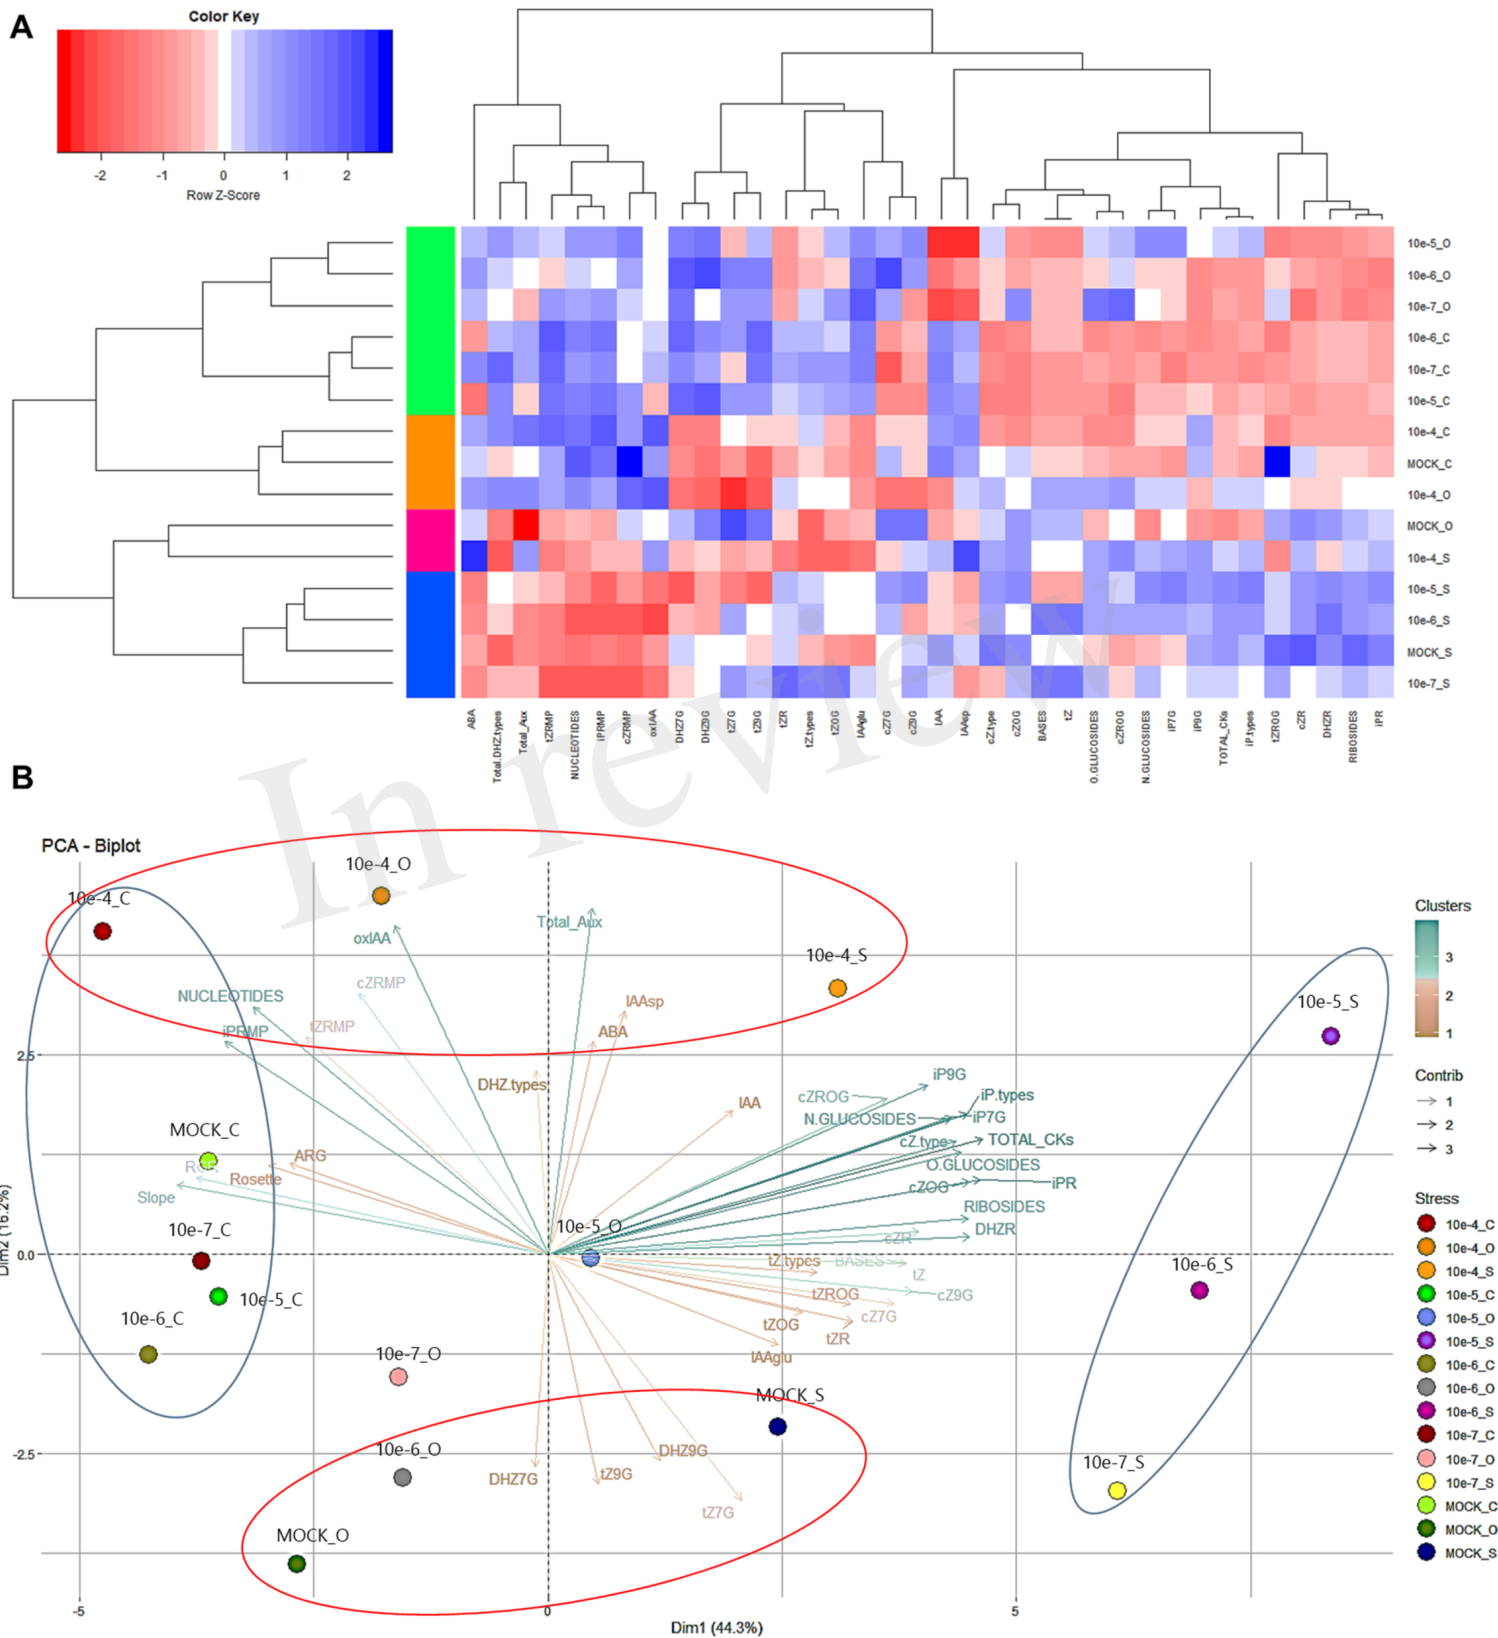 A
Color Key
-2 -1 0 1 2
Row Z-Score
10e-5_O
10e-6_O
10e-7_O
10e-6_C
10e-7_C
10e-5_C
10e-4_C
MOCK_C
10e-4_O
MOCK_O
10e-4_S
10e-5_S
10e-6_S
MOCK_S
10e-7_S
ABA
Total.DHZ.types
Total_Aux
tZRMP
NUCLEOTIDES
iPRMP
cZRMP
oxIAA
DHZ7G
DHZ9G
tZ7G
tZ9G
tZR
tZ.types
tZOG
IAAglu
cZ7G
cZ9G
IAA
IAAsp
cZ.type
cZOG
BASES
tZ
O.GLUCOSIDES
cZROG
N.GLUCOSIDES
iP7G
iP9G
TOTAL_CKs
iP.types
tZROG
cZR
DHZR
RIBOSIDES
iPR
In review
B
PCA - Biplot
10e-4_O
10e-4_C
oxIAA
Total_Aux
10e-4_S
cZRMP
NUCLEOTIDES
IAAsp
10e-5_S
iPRMP
tZRMP
ABA
2.5
DHZ.types
iP9G
cZROG
iP.types
IAA
N.GLUCOSIDES
iP7G
MOCK_C
cZ.type
TOTAL_CKs
ARG
O.GLUCOSIDES
Rosette
cZOG
iPR
Slope
RIBOSIDES
10e-7_C
10e-5_O
cZR
DHZR
0.0
tZ.types
BASES
tZ
10e-6_S
10e-5_C
tZROG
cZ9G
10e-6_C
tZOG
cZ7G
tZR
10e-7_O
IAAglu
MOCK_S
10e-6_O
DHZ9G
-2.5
DHZ7G
tZ9G
10e-7_S
tZ7G
MOCK_O
-5 0 5
Dim1 (44.3%)
Dim2 (16.2%)
Clusters
3
2
1
Contrib
1
2
3
Stress
10e-4_C
10e-4_O
10e-4_S
10e-5_C
10e-5_O
10e-5_S
10e-6_C
10e-6_O
10e-6_S
10e-7_C
10e-7_O
10e-7_S
MOCK_C
MOCK_O
MOCK_S